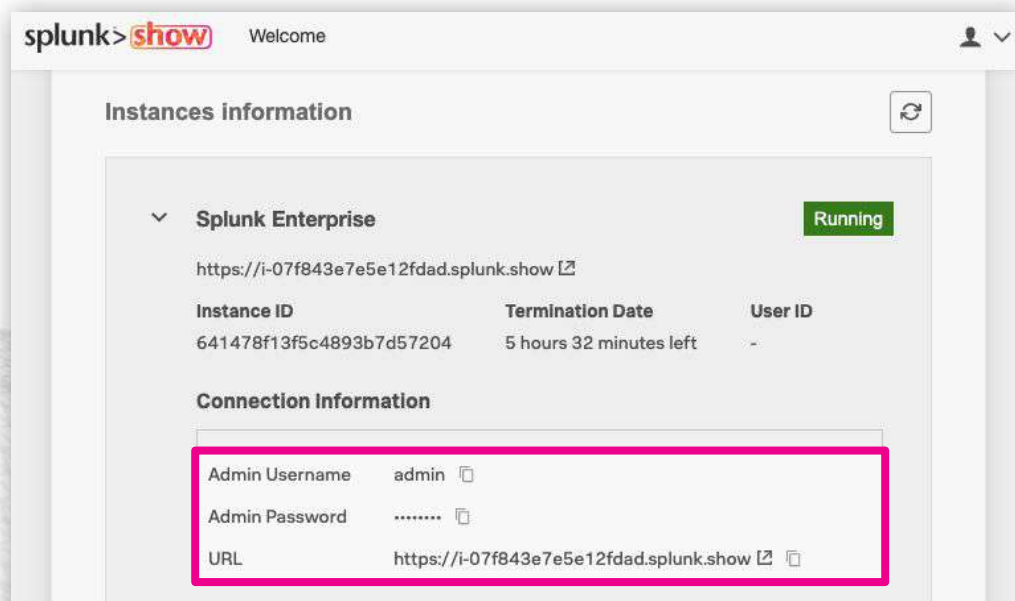 splunk>show Welcome
Instances information
Splunk Enterprise Running
https://i-07f843e7e5e12fdad.splunk.show
Instance ID Termination Date User ID
641478f13f5c4893b7d57204 5 hours 32 minutes left -
Connection Information
Admin Username admin
Admin Password ········
URL https://i-07f843e7e5e12fdad.splunk.show